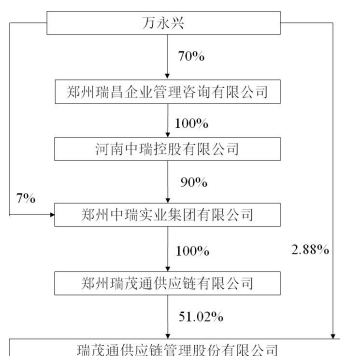 万永兴
70%
郑州瑞昌企业管理咨询有限公司
100%
河南中瑞控股有限公司
90%
7%
郑州中瑞实业集团有限公司
100%
2.88%
郑州瑞茂通供应链有限公司
51.02%
瑞茂通供应链管理股份有限公司